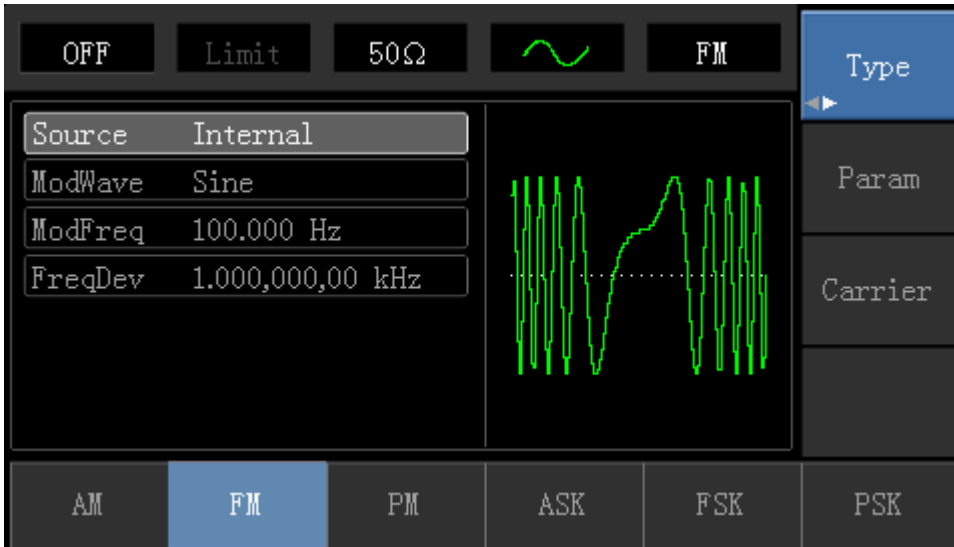 OFF Limit 50Ω FM Type
Source Internal
ModWave Sine
Param
ModFreq 100.000 Hz
FreqDev 1.000,000,00 kHz
Carrier
AM FM PM ASK FSK PSK